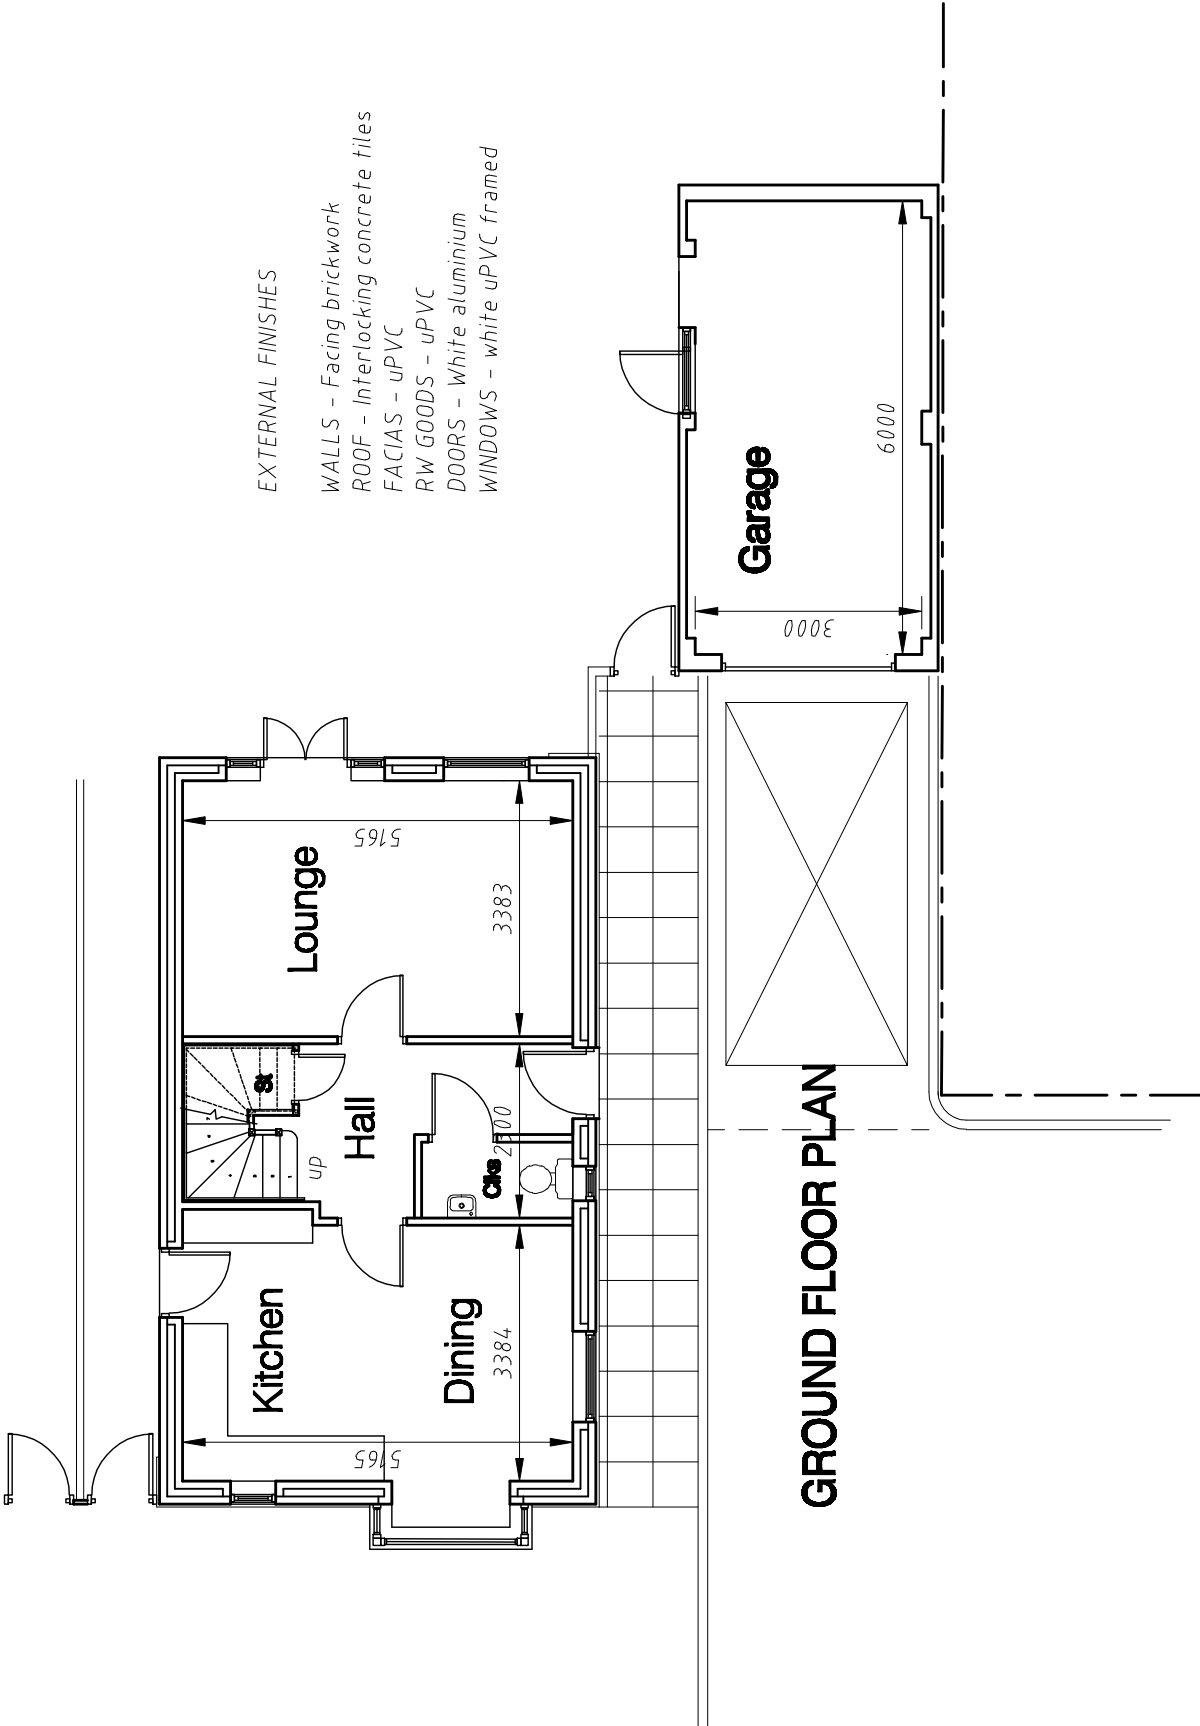 EXTERNAL FINISHES
WALLS - Facing brickwork
ROOF - Interlocking concrete tiles
FACIAS - uPVC
RW GOODS - uPVC
DOORS - White aluminium
WINDOWS - white uPVC framed
Kitchen
up
Hall
St
Lounge
5165
5165
Dining
3384
Clks
3383
Garage
3000
6000
GROUND FLOOR PLAN